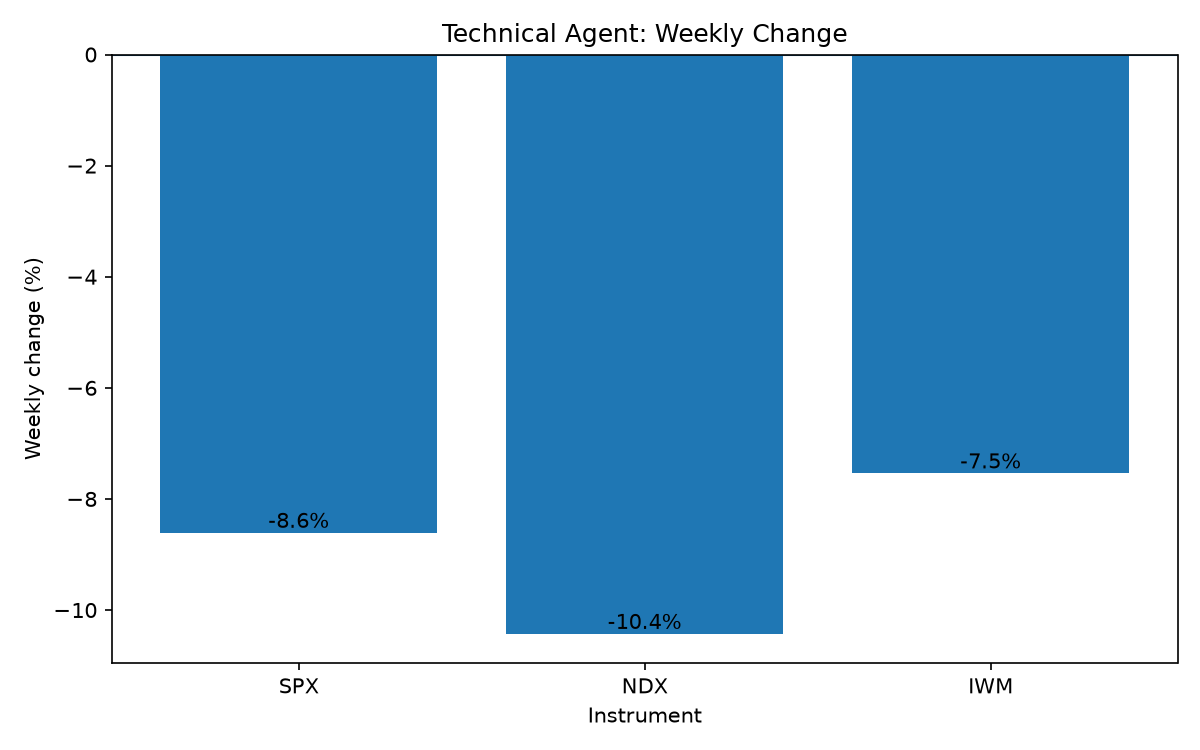 Technical Agent: Weekly Change
Weekly change (%)
0
−2
−4
−6
−8
−10
-8.6%
-10.4%
-7.5%
SPX
NDX
IWM
Instrument